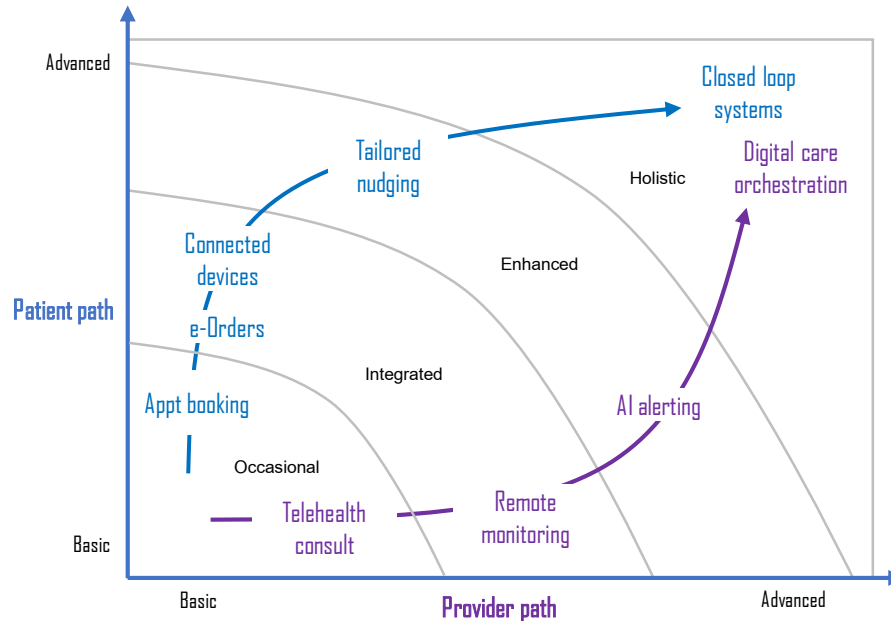 Advanced
Closed loop
systems
Tailored
nudging
Digital care
orchestration
Holistic
Connected
devices
Enhanced
Patient path
e-Orders
Integrated
Appt booking
AI alerting
Occasional
Telehealth
consult
Remote
monitoring
Basic
Basic
Provider path
Advanced